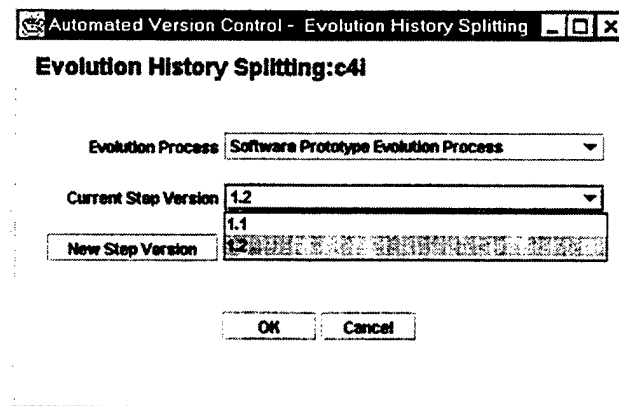 Automated Version Control - Evolution History Splitting
Evolution History Splitting:c4i
Evolution Process Software Prototype Evolution Process
Current Step Version 1.2
1.1
New Step Version 1.2
OK Cancel